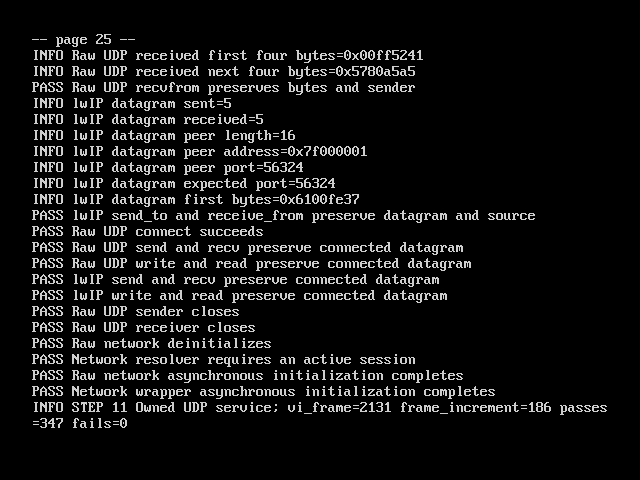 -- page 25 --
INFO Raw UDP received first four bytes=0x00ff5241
INFO Raw UDP received next four bytes=0x5780a5a5
PASS Raw UDP recvfrom preserves bytes and sender
INFO lwIP datagram sent=5
INFO lwIP datagram received=5
INFO lwIP datagram peer length=16
INFO lwIP datagram peer address=0x7f000001
INFO lwIP datagram peer port=56324
INFO lwIP datagram expected port=56324
INFO lwIP datagram first bytes=0x6100fe37
PASS lwIP send_to and receive_from preserve datagram and source
PASS Raw UDP connect succeeds
PASS Raw UDP send and recv preserve connected datagram
PASS Raw UDP write and read preserve connected datagram
PASS lwIP send and recv preserve connected datagram
PASS lwIP write and read preserve connected datagram
PASS Raw UDP sender closes
PASS Raw UDP receiver closes
PASS Raw network deinitializes
PASS Network resolver requires an active session
PASS Raw network asynchronous initialization completes
PASS Network wrapper asynchronous initialization completes
INFO STEP 11 Owned UDP service; vi_frame=2131 frame_increment=186 passes
=347 fails=0